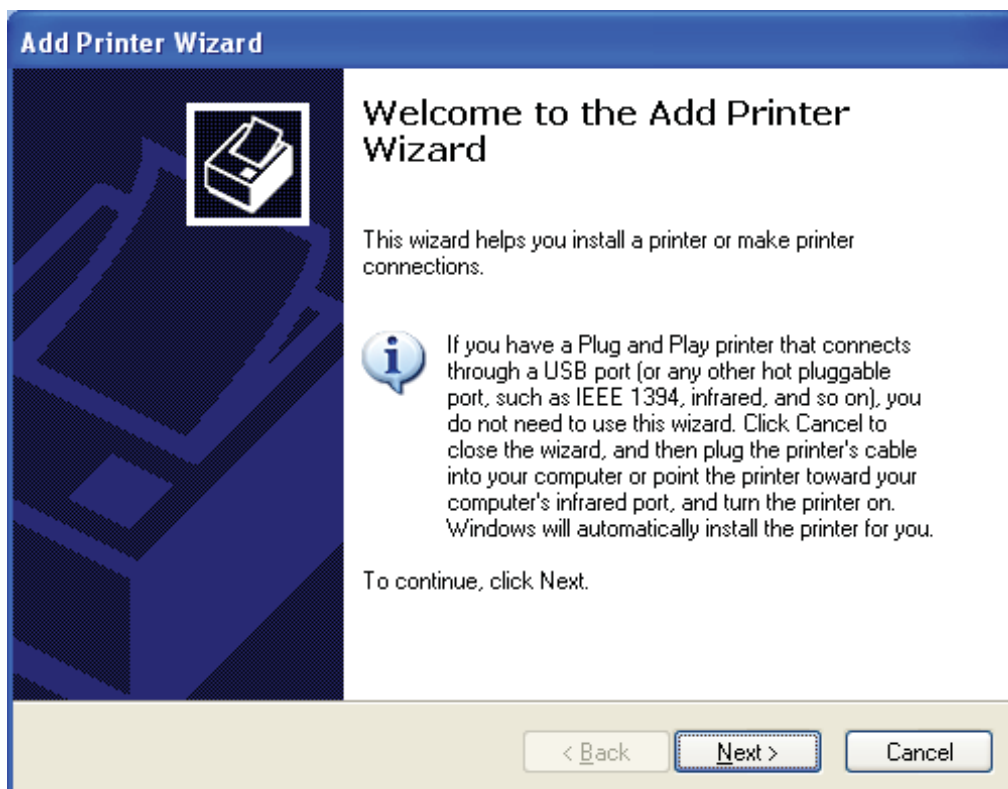 Add Printer Wizard
Welcome to the Add Printer
Wizard
This wizard helps you install a printer or make printer
connections.
If you have a Plug and Play printer that connects
through a USB port (or any other hot pluggable
port, such as IEEE 1394, infrared, and so on), you
do not need to use this wizard. Click Cancel to
close the wizard, and then plug the printer's cable
into your computer or point the printer toward your
computer's infrared port, and turn the printer on.
Windows will automatically install the printer for you.
To continue, click Next.
< Back
Next >
Cancel